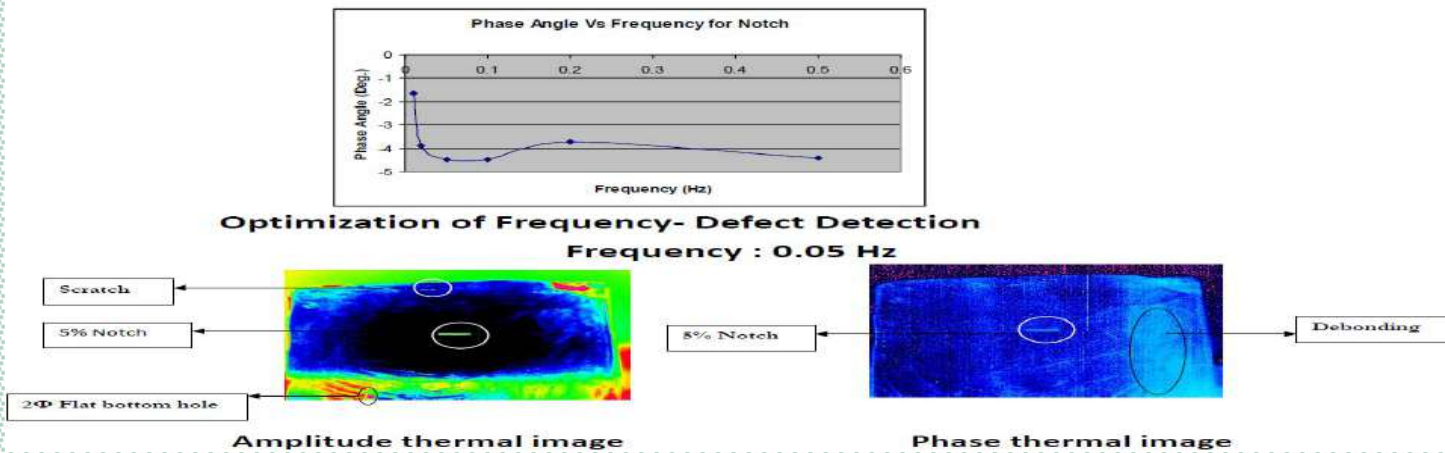 Phase Angle Vs Frequency for Notch
0
-1
-2
-3
-4
-5
0 0.1 0.2 0.3 0.4 0.5 0.6
Phase Angle (Deg.)
Frequency (Hz)
Optimization of Frequency- Defect Detection
Frequency : 0.05 Hz
Scratch
5% Notch
2Φ Flat bottom hole
5% Notch
Debonding
Amplitude thermal image
Phase thermal image